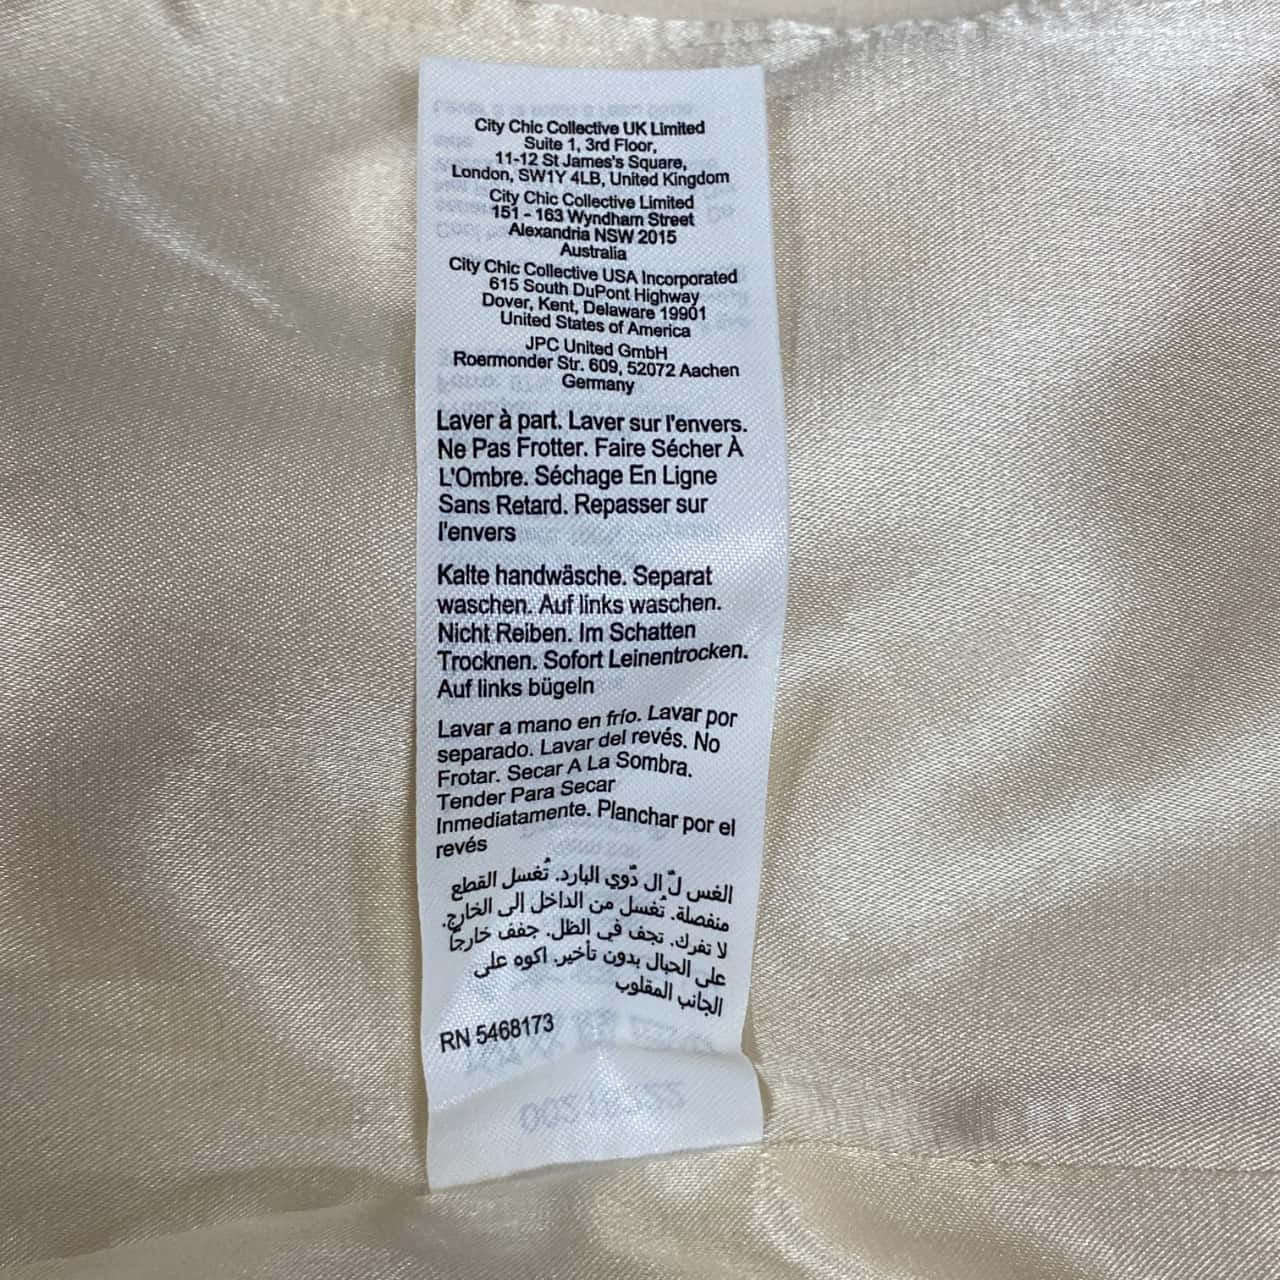 City Chic Collective UK Limited
Suite 1, 3rd Floor,
11-12 St James's Square,
London, SW1Y 4LB, United Kingdom
City Chic Collective Limited
151 - 163 Wyndham Street
Alexandria NSW 2015
Australia
City Chic Collective USA Incorporated
615 South DuPont Highway
Dover, Kent, Delaware 19901
United States of America
JPC United GmbH
Roermonder Str. 609, 52072 Aachen
Germany
Laver à part. Laver sur l'envers.
Ne Pas Frotter. Faire Sécher À
L'Ombre. Séchage En Ligne
Sans Retard. Repasser sur
l'envers
Kalte handwäsche. Separat
waschen. Auf links waschen.
Nicht Reiben. Im Schatten
Trocknen. Sofort Leinentrocken.
Auf links bügeln
Lavar a mano en frío. Lavar por
separado. Lavar del revés. No
Frotar. Secar A La Sombra.
Tender Para Secar
Inmediatamente. Planchar por el
revés
الغس لّ ال دّوي البارد. تُغسل القطع
منفصلة. تُغسل من الداخل إلى الخارج.
لا تفرك. تجفف في الظل. جفف خارجاً
على الحبال بدون تأخير. اكوه على
الجانب المقلوب
RN 5468173